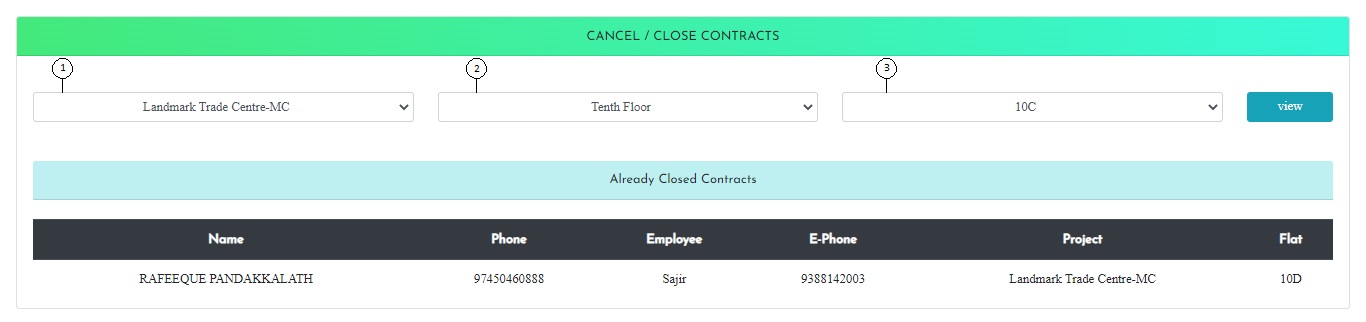 CANCEL / CLOSE CONTRACTS
1 2 3
Landmark Trade Centre-MC Tenth Floor 10C view
Already Closed Contracts
Name Phone Employee E-Phone Project Flat
RAFEEQUE PANDAKKALATH 97450460888 Sajir 9388142003 Landmark Trade Centre-MC 10D